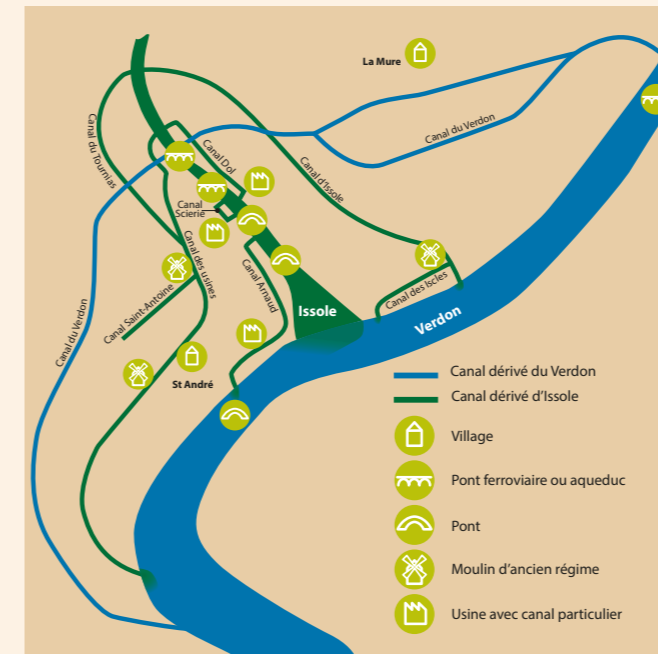 La Mure
Canal du Verdon
Canal du Tournias
Canal Dol
Canal d'Issole
Canal
Scierie
Canal des usines
Canal Arnaud
Canal des Iscles
Issole
Verdon
Canal Saint-Antoine
Canal du Verdon
St André
Canal dérivé du Verdon
Canal dérivé d'Issole
Village
Pont ferroviaire ou aqueduc
Pont
Moulin d'ancien régime
Usine avec canal particulier